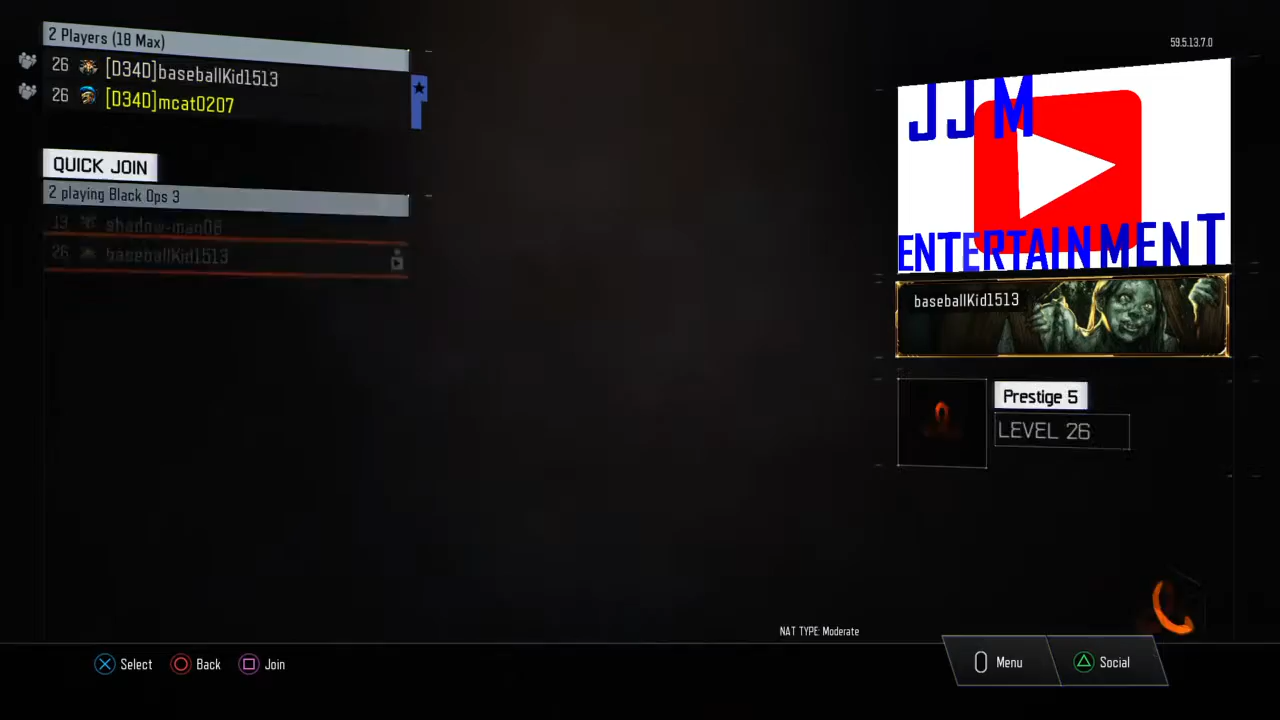 2 Players (18 Max)
26 [D34D]baseballKid1513
26 [D34D]mcat0207
QUICK JOIN
2 playing Black Ops 3
13 shadow-man06
26 baseballKid1513
59.5.13.7.0
JJM
ENTERTAINMENT
baseballKid1513
Prestige 5
LEVEL 26
NAT TYPE: Moderate
Select Back Join
Menu Social